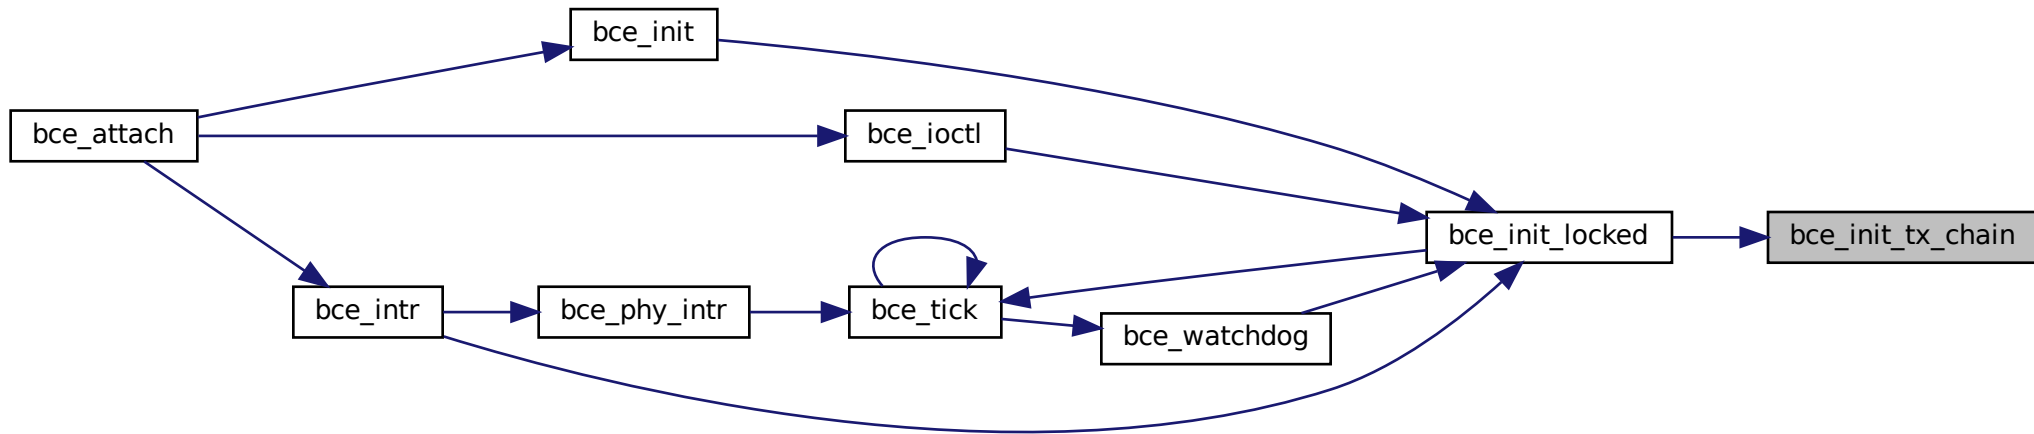 bce_init
bce_attach
bce_ioctl
bce_init_locked
bce_init_tx_chain
bce_intr
bce_phy_intr
bce_tick
bce_watchdog